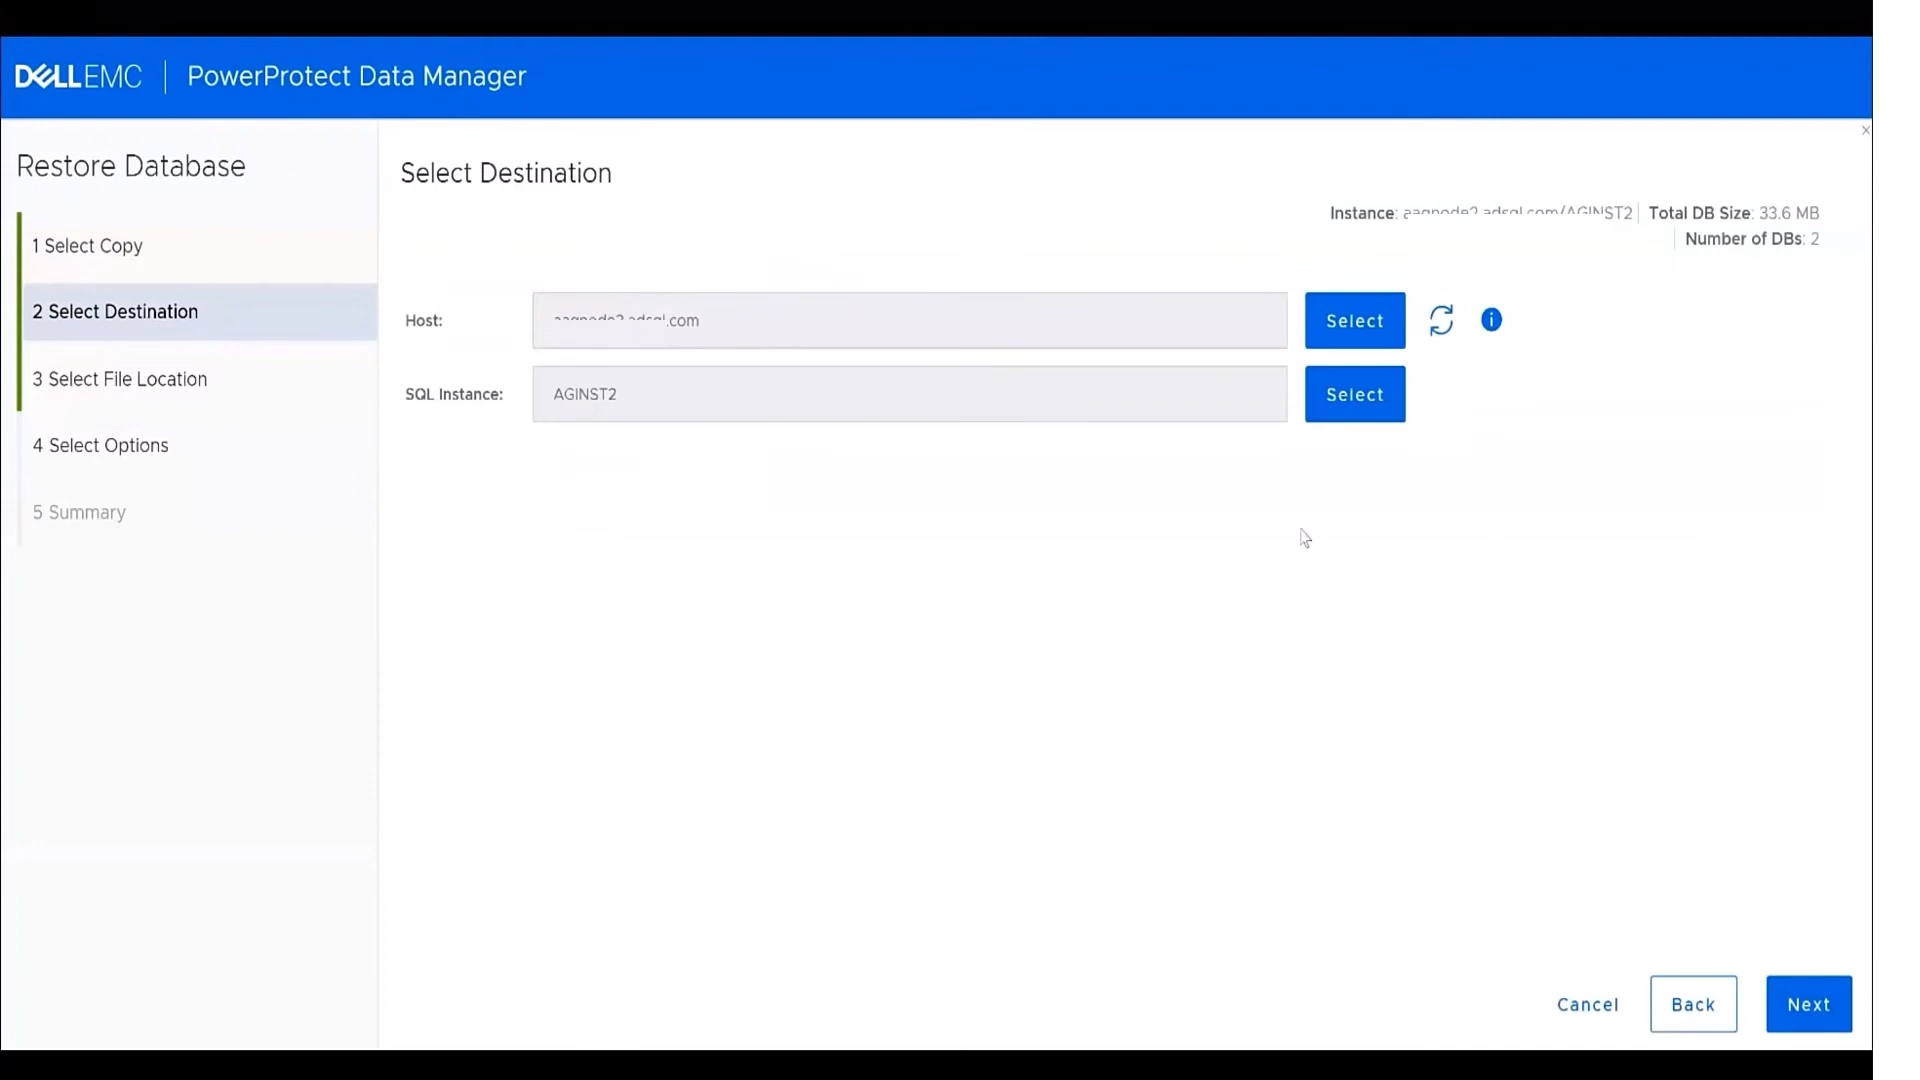 DELL EMC | PowerProtect Data Manager
Restore Database
1 Select Copy
2 Select Destination
3 Select File Location
4 Select Options
5 Summary
Select Destination
Instance: Total DB Size: 33.6 MB
Number of DBs: 2
Host: .com Select
SQL Instance: AGINST2 Select
Cancel Back Next